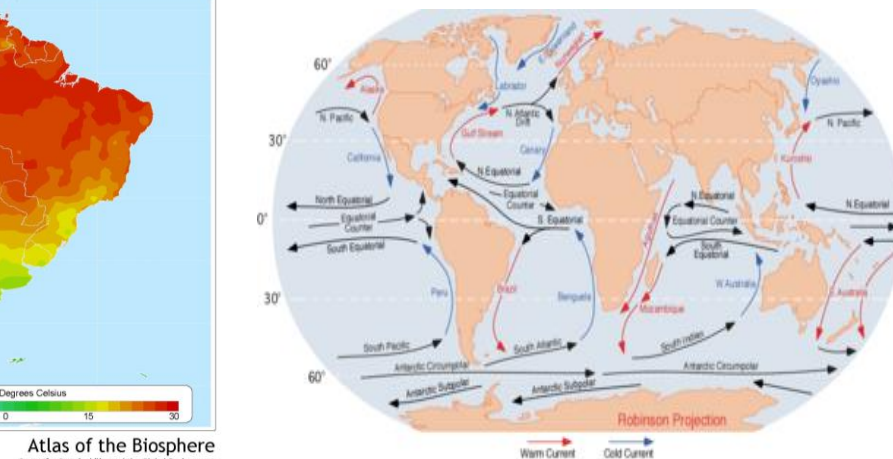 Degrees Celsius
0 15 30
Atlas of the Biosphere
60°
30°
0°
30°
60°
Alaska
N. Pacific
California
North Equatorial
Equatorial
Counter
South Equatorial
Peru
South Pacific
Antarctic Circumpolar
Antarctic Subpolar
Labrador
E. Greenland
Norwegian
N. Atlantic
Drift
Gulf Stream
Canary
N. Equatorial
Equatorial
Counter
S. Equatorial
Brazil
Benguela
South Atlantic
Antarctic Subpolar
Mozambique
N. Equatorial
Equatorial Counter
South
Equatorial
W. Australia
South Indies
Antarctic Circumpolar
Oyashio
N. Pacific
Kuroshio
N. Equatorial
E. Australia
Robinson Projection
Warm Current
Cold Current